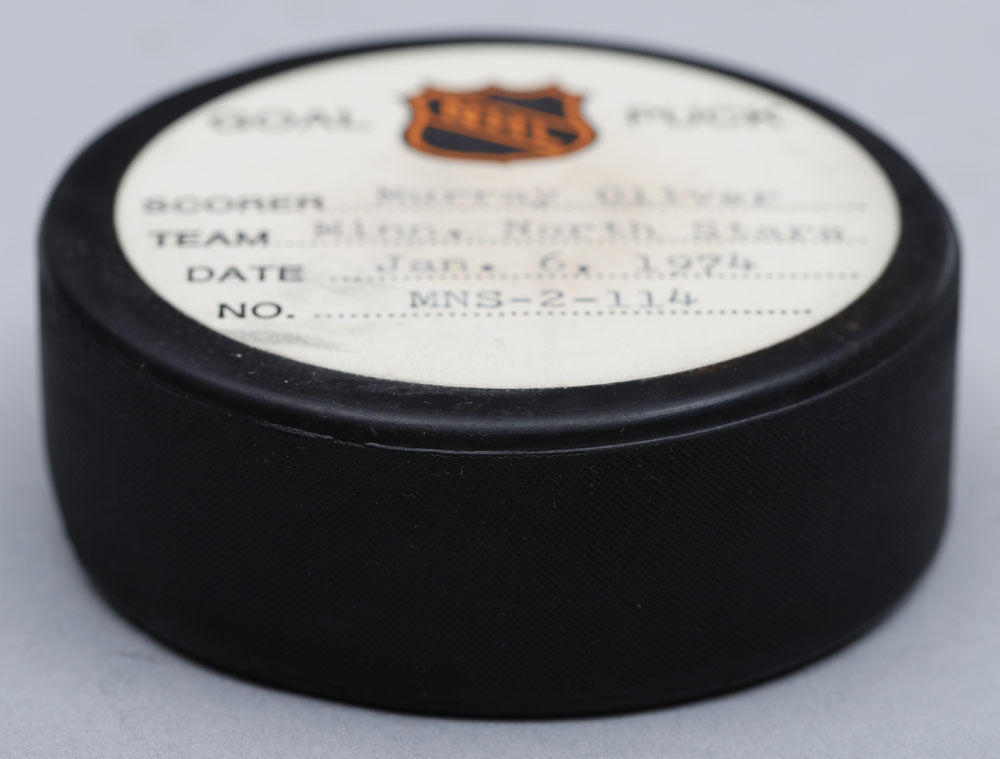 GOAL NHL PUCK
SCORER Murray Oliver
TEAM Minn. North Stars
DATE Jan. 6, 1974
NO. MNS-2-114